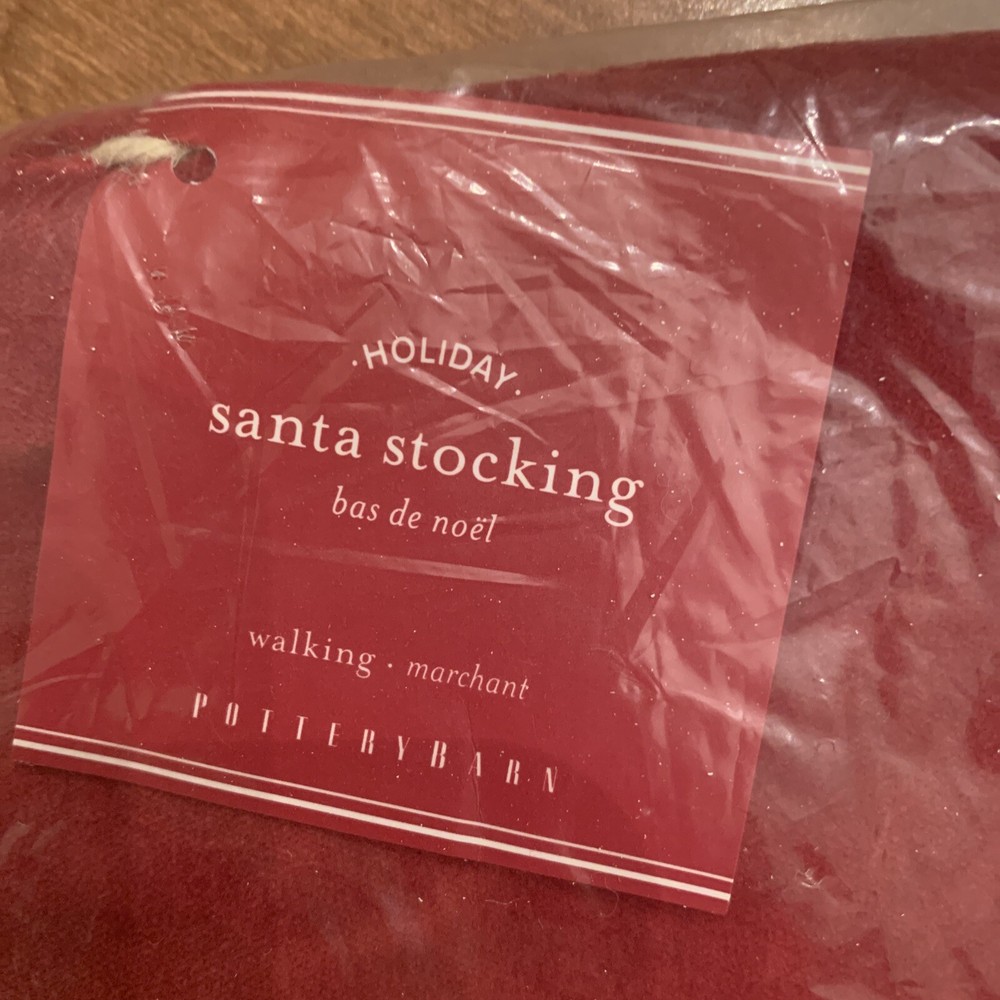 ·HOLIDAY·
santa stocking
bas de noël
walking · marchant
POTTERYBARN